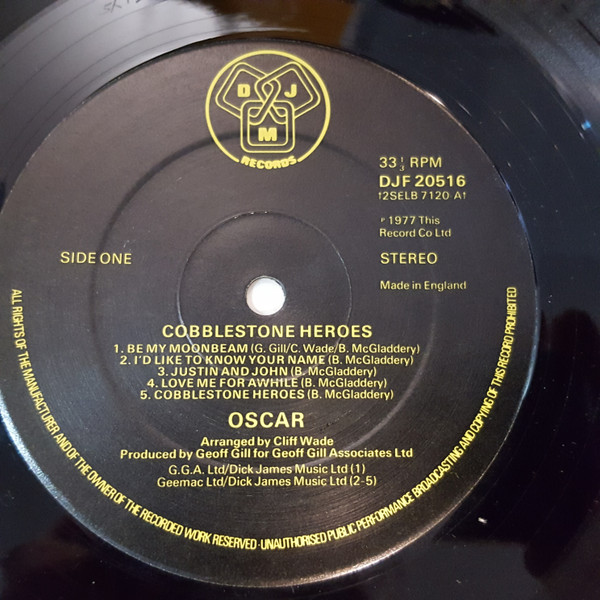 D J
M
RECORDS
33 1/3 RPM
DJF 20516
†2SELB 7120 A†
℗ 1977 This
Record Co Ltd
SIDE ONE
STEREO
Made in England
COBBLESTONE HEROES
1. BE MY MOONBEAM (G. Gill/C. Wade/B. McGladdery)
2. I'D LIKE TO KNOW YOUR NAME (B. McGladdery)
3. JUSTIN AND JOHN (B. McGladdery)
4. LOVE ME FOR AWHILE (B. McGladdery)
5. COBBLESTONE HEROES (B. McGladdery)
OSCAR
Arranged by Cliff Wade
Produced by Geoff Gill for Geoff Gill Associates Ltd
G.G.A. Ltd/Dick James Music Ltd (1)
Geemac Ltd/Dick James Music Ltd (2-5)
ALL RIGHTS OF THE MANUFACTURER AND OF THE OWNER OF THE RECORDED WORK RESERVED · UNAUTHORISED PUBLIC PERFORMANCE BROADCASTING AND COPYING OF THIS RECORD PROHIBITED